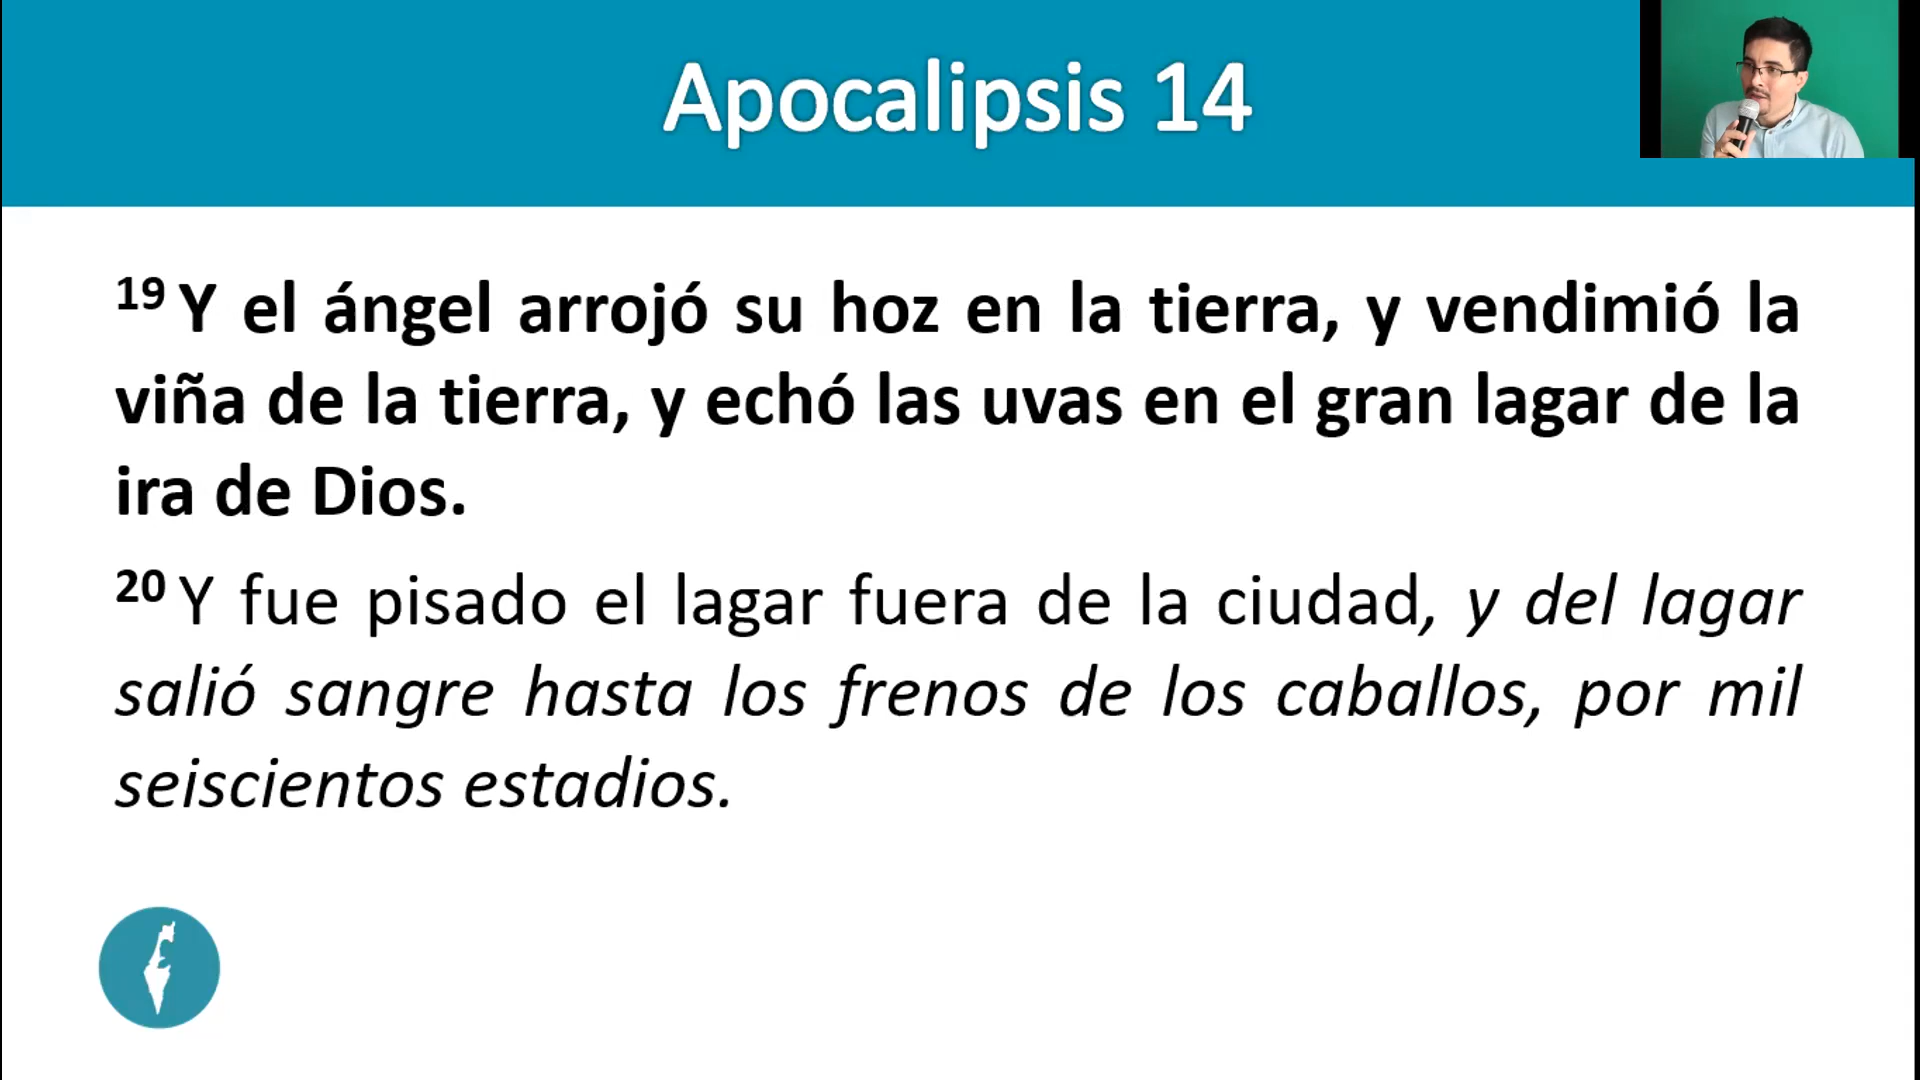 Apocalipsis 14
19 Y el ángel arrojó su hoz en la tierra, y vendimió la
viña de la tierra, y echó las uvas en el gran lagar de la
ira de Dios.
20 Y fue pisado el lagar fuera de la ciudad, y del lagar
salió sangre hasta los frenos de los caballos, por mil
seiscientos estadios.